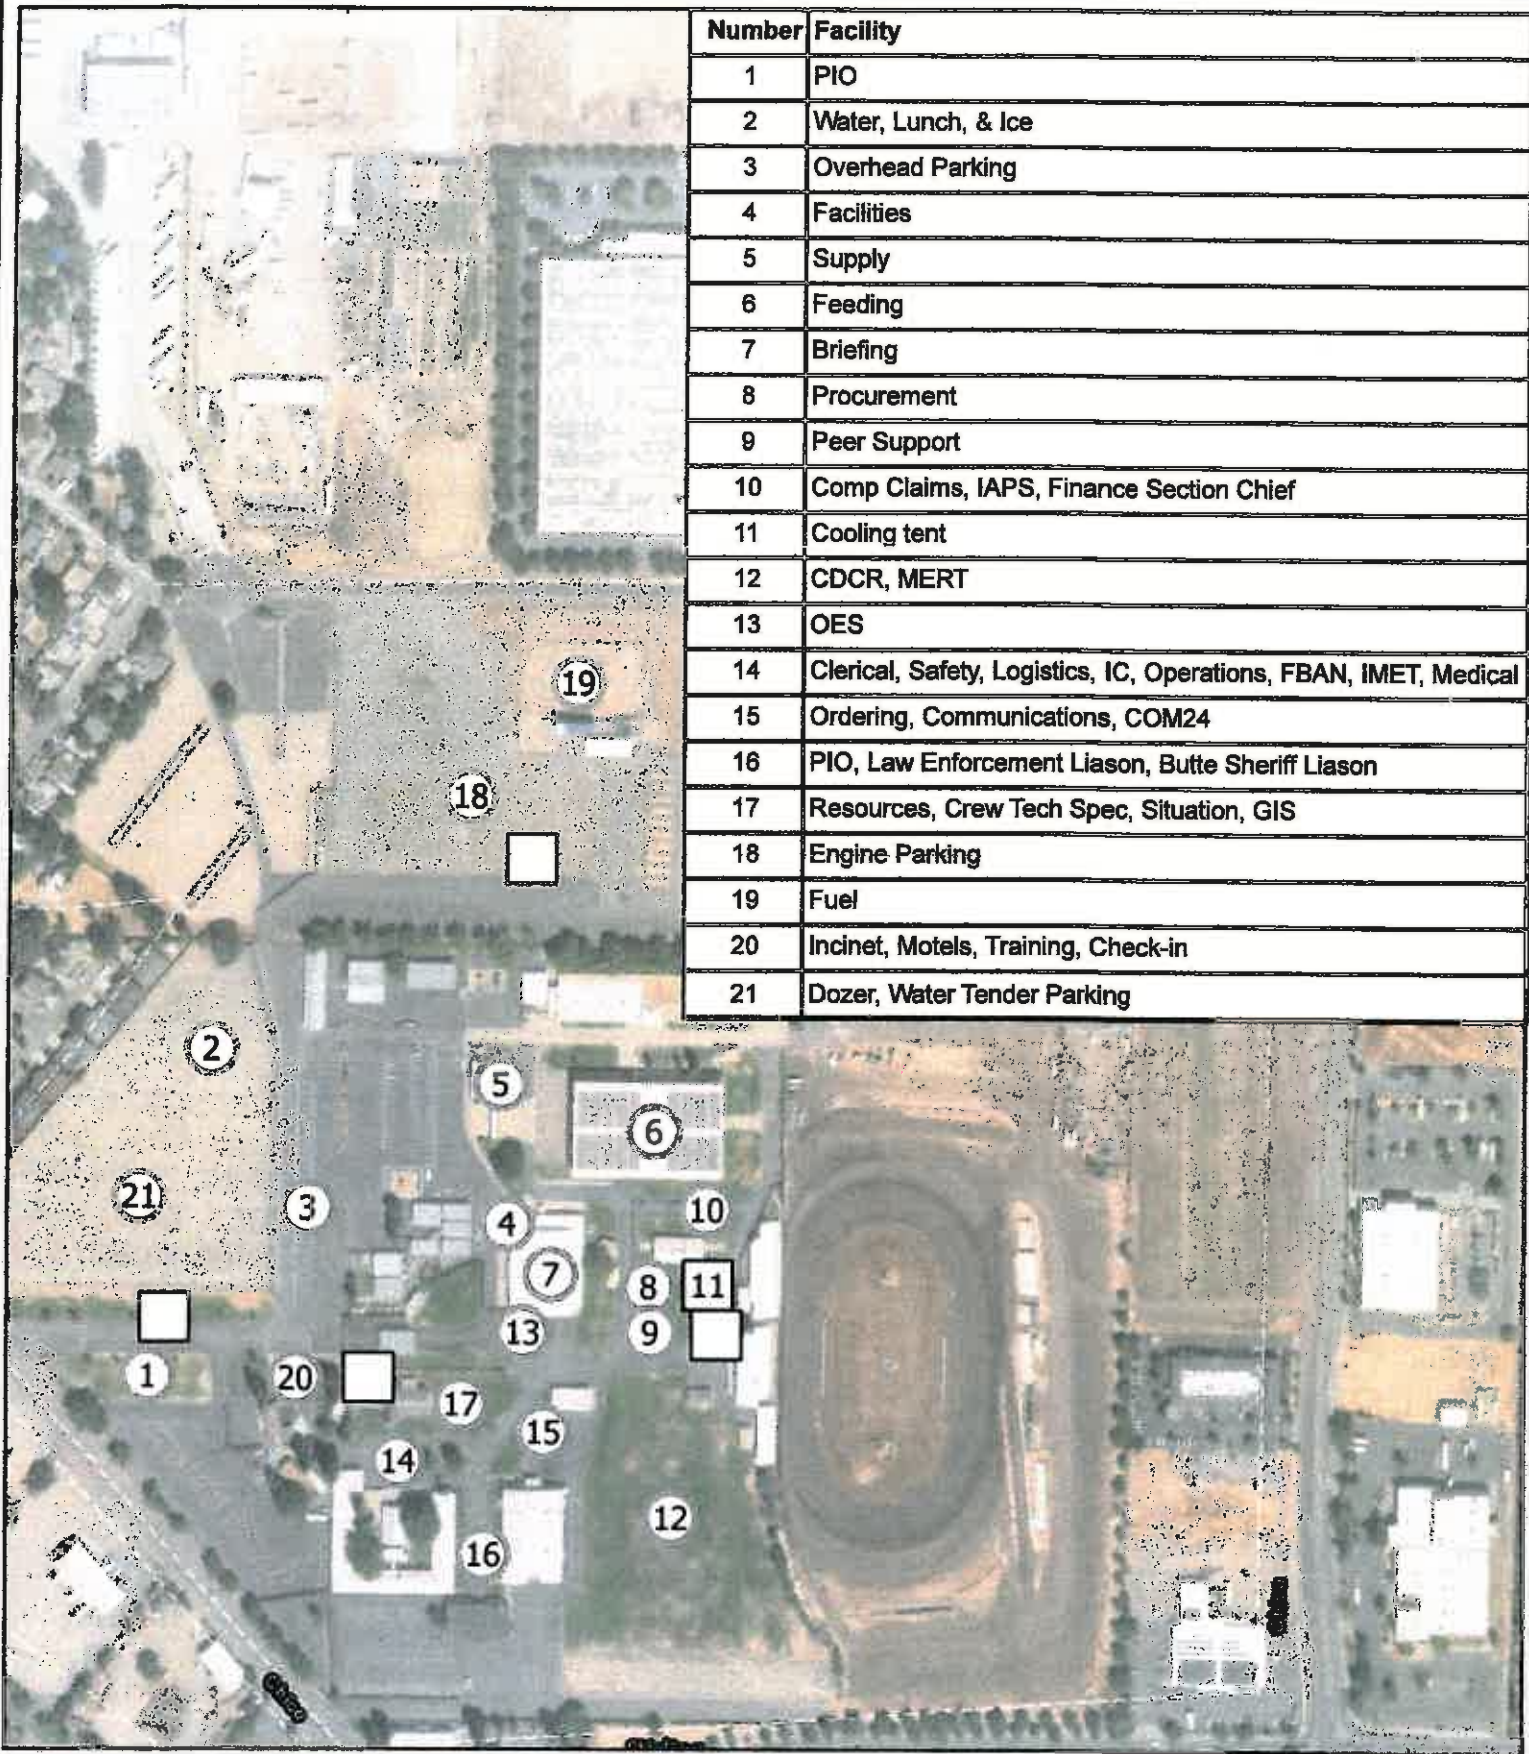 Number Facility
1 PIO
2 Water, Lunch, & Ice
3 Overhead Parking
4 Facilities
5 Supply
6 Feeding
7 Briefing
8 Procurement
9 Peer Support
10 Comp Claims, IAPS, Finance Section Chief
11 Cooling tent
12 CDCR, MERT
13 OES
14 Clerical, Safety, Logistics, IC, Operations, FBAN, IMET, Medical
15 Ordering, Communications, COM24
16 PIO, Law Enforcement Liason, Butte Sheriff Liason
17 Resources, Crew Tech Spec, Situation, GIS
18 Engine Parking
19 Fuel
20 Incinet, Motels, Training, Check-in
21 Dozer, Water Tender Parking
19
18
2
5
6
21
3
4
10
7
8
11
13
9
1
20
17
15
14
12
16